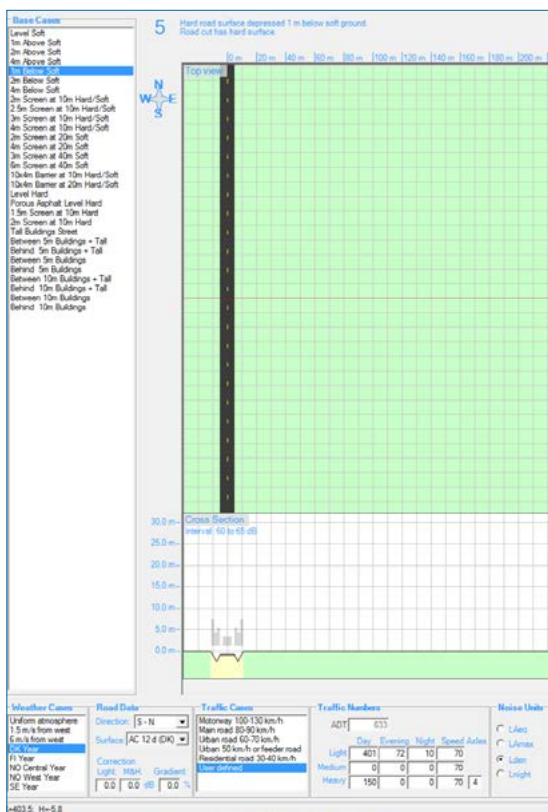 Base Cases
Level Soft
1m Above Soft
2m Above Soft
4m Above Soft
1m Below Soft
2m Below Soft
4m Below Soft
2m Screen at 10m Hard/Soft
2.5m Screen at 10m Hard/Soft
3m Screen at 10m Hard/Soft
4m Screen at 10m Hard/Soft
2m Screen at 20m Soft
4m Screen at 20m Soft
3m Screen at 40m Soft
6m Screen at 40m Soft
10x4m Barrier at 10m Hard/Soft
10x4m Barrier at 20m Hard/Soft
Level Hard
Porous Asphalt Level Hard
1.5m Screen at 10m Hard
2m Screen at 10m Hard
Tall Buildings Street
Between 5m Buildings + Tall
Behind 5m Buildings + Tall
Between 5m Buildings
Behind 5m Buildings
Between 10m Buildings + Tall
Behind 10m Buildings + Tall
Between 10m Buildings
Behind 10m Buildings
5
Hard road surface depressed 1 m below soft ground.
Road cut has hard surface.
N
W E
S
0 m 20 m 40 m 60 m 80 m 100 m 120 m 140 m 160 m 180 m 200 m
Top view
Cross Section
Interval: 60 to 65 dB
30.0 m
25.0 m
20.0 m
15.0 m
10.0 m
5.0 m
0.0 m
Weather Cases
Uniform atmosphere
1.5 m/s from west
6 m/s from west
DK Year
FI Year
NO Central Year
NO West Year
SE Year
Road Data
Direction: S - N
Surface: AC 12 d (DK)
Correction
Light M&H. Gradient
0.0 0.0 dB 0.0 %
Traffic Cases
Motorway 100-130 km/h
Main road 80-90 km/h
Urban road 60-70 km/h
Urban 50 km/h or feeder road
Residential road 30-40 km/h
User defined
Traffic Numbers
ADT 633
Day Evening Night Speed Axles
Light 401 72 10 70
Medium 0 0 0 70
Heavy 150 0 0 70 4
Noise Units
LAeq
LAmax
Lden
Lnight
=403.5; H=-5.8